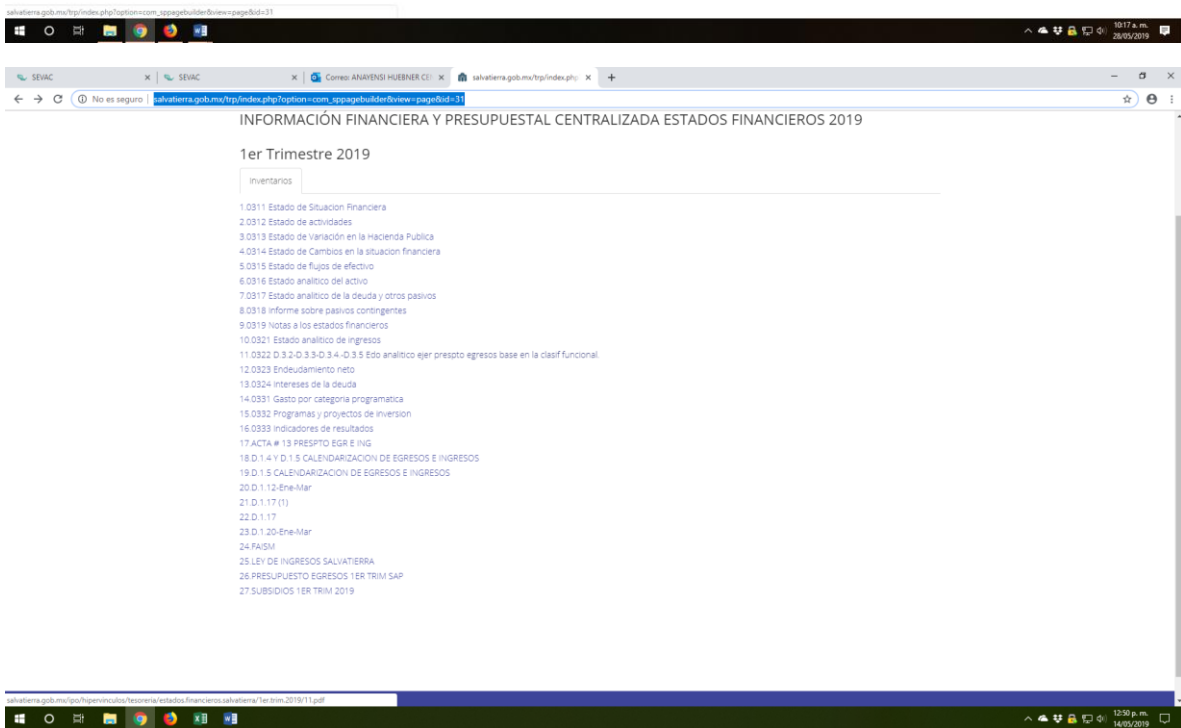 salvatierra.gob.mx/trp/index.php?option=com_sppagebuilder&view=page&id=31
10:17 a. m.
28/05/2019
SEVAC
SEVAC
Correo: ANAYENSI HUEBNER CE
salvatierra.gob.mx/trp/index.php
No es seguro
salvatierra.gob.mx/trp/index.php?option=com_sppagebuilder&view=page&id=31
INFORMACIÓN FINANCIERA Y PRESUPUESTAL CENTRALIZADA ESTADOS FINANCIEROS 2019
1er Trimestre 2019
Inventarios
1.0311 Estado de Situacion Financiera
2.0312 Estado de actividades
3.0313 Estado de Variación en la Hacienda Publica
4.0314 Estado de Cambios en la situacion financiera
5.0315 Estado de flujos de efectivo
6.0316 Estado analitico del activo
7.0317 Estado analitico de la deuda y otros pasivos
8.0318 Informe sobre pasivos contingentes
9.0319 Notas a los estados financieros
10.0321 Estado analitico de ingresos
11.0322 D.3.2-D.3.3-D.3.4.-D.3.5 Edo analitico ejer prespto egresos base en la clasif funcional.
12.0323 Endeudamiento neto
13.0324 Intereses de la deuda
14.0331 Gasto por categoria programatica
15.0332 Programas y proyectos de inversion
16.0333 Indicadores de resultados
17.ACTA # 13 PRESPTO EGR E ING
18.D.1.4 Y D.1.5 CALENDARIZACION DE EGRESOS E INGRESOS
19.D.1.5 CALENDARIZACION DE EGRESOS E INGRESOS
20.D.1.12-Ene-Mar
21.D.1.17 (1)
22.D.1.17
23.D.1.20-Ene-Mar
24.FAISM
25.LEY DE INGRESOS SALVATIERRA
26.PRESUPUESTO EGRESOS 1ER TRIM SAP
27.SUBSIDIOS 1ER TRIM 2019
salvatierra.gob.mx/ipo/hipervinculos/tesoreria/estados.financieros.salvatierra/1er.trim.2019/11.pdf
12:50 p. m.
14/05/2019